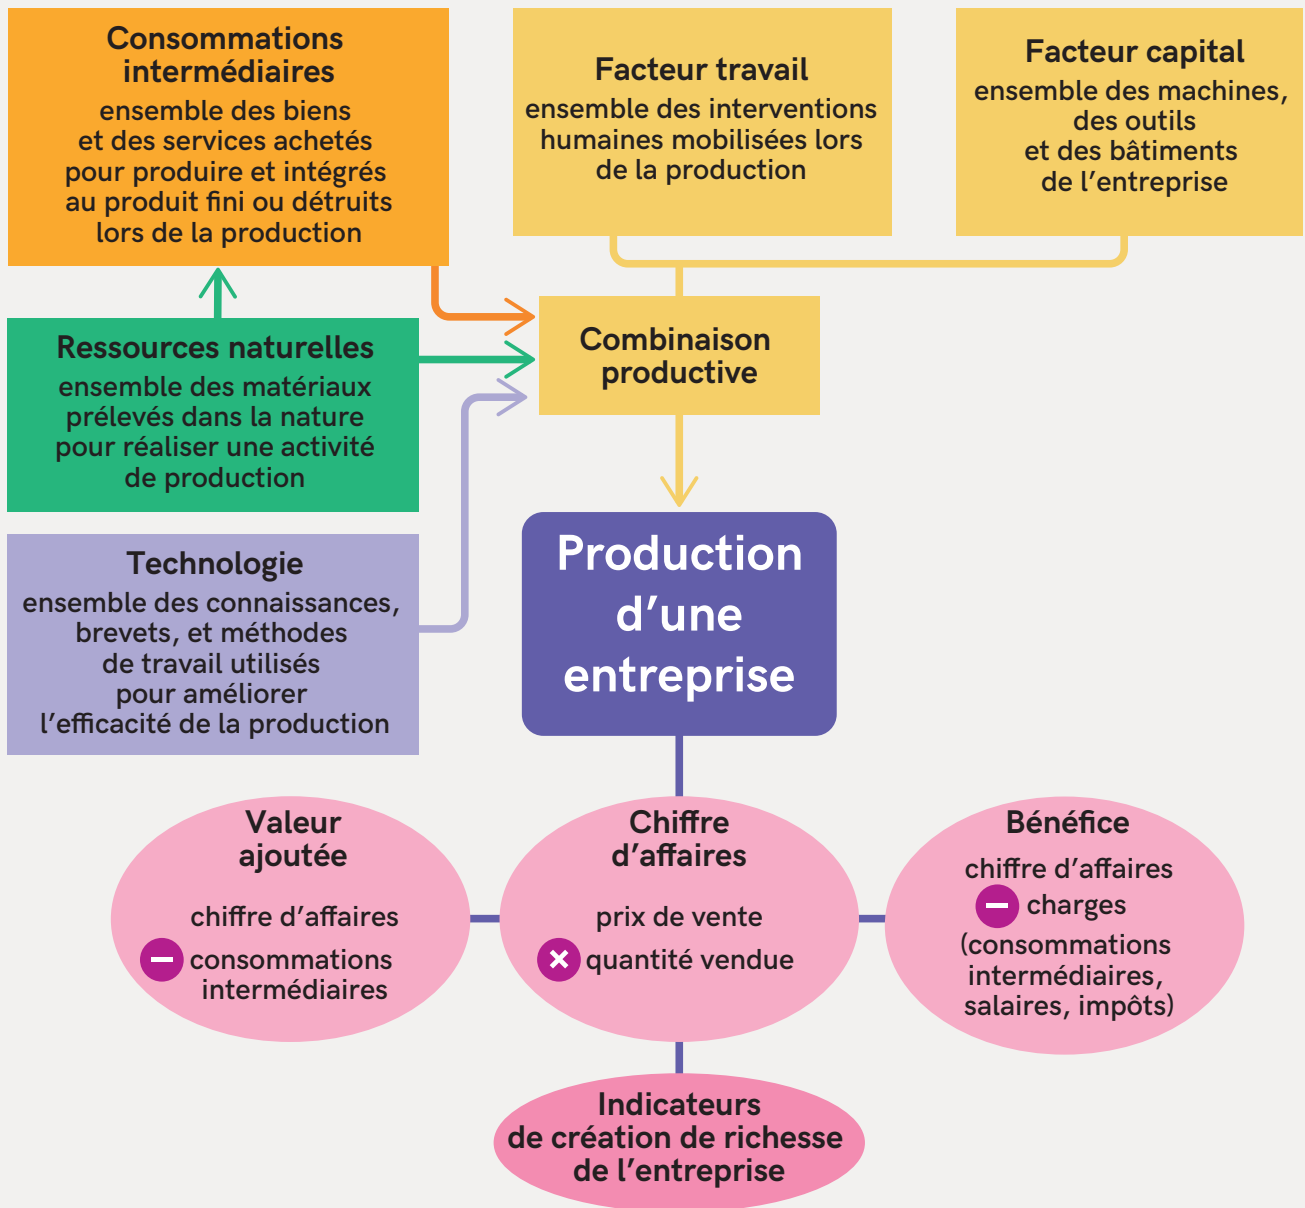 Consommations
intermédiaires
ensemble des biens
et des services achetés
pour produire et intégrés
au produit fini ou détruits
lors de la production
Facteur travail
ensemble des interventions
humaines mobilisées lors
de la production
Facteur capital
ensemble des machines,
des outils
et des bâtiments
de l'entreprise
Ressources naturelles
ensemble des matériaux
prélevés dans la nature
pour réaliser une activité
de production
Combinaison
productive
Technologie
ensemble des connaissances,
brevets, et méthodes
de travail utilisés
pour améliorer
l'efficacité de la production
Production
d'une
entreprise
Valeur
ajoutée
chiffre d'affaires
− consommations
intermédiaires
Chiffre
d'affaires
prix de vente
× quantité vendue
Bénéfice
chiffre d'affaires
− charges
(consommations
intermédiaires,
salaires, impôts)
Indicateurs
de création de richesse
de l'entreprise